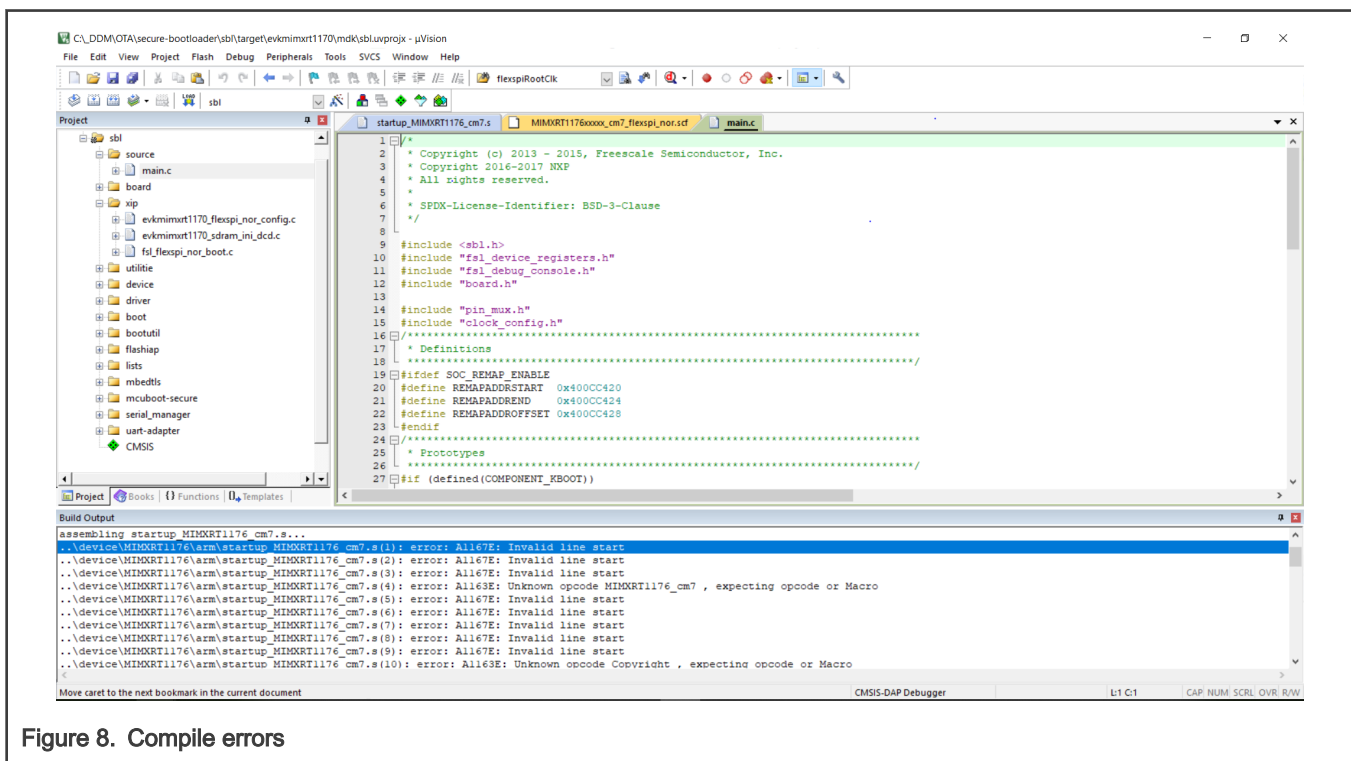 C:\_DDM\OTA\secure-bootloader\sbl\target\evkmimxrt1170\mdk\sbl.uvprojx - µVision
File Edit View Project Flash Debug Peripherals Tools SVCS Window Help
flexspiRootClk
LOAD sbl
Project
startup_MIMXRT1176_cm7.s MIMXRT1176xxxxx_cm7_flexspi_nor.scf main.c
sbl
source
main.c
board
xip
evkmimxrt1170_flexspi_nor_config.c
evkmimxrt1170_sdram_ini_dcd.c
fsl_flexspi_nor_boot.c
utilitie
device
driver
boot
bootutil
flashiap
lists
mbedtls
mcuboot-secure
serial_manager
uart-adapter
CMSIS
Project Books {} Functions 0 Templates
1 /*
2 * Copyright (c) 2013 - 2015, Freescale Semiconductor, Inc.
3 * Copyright 2016-2017 NXP
4 * All rights reserved.
5 *
6 * SPDX-License-Identifier: BSD-3-Clause
7 */
8
9 #include <sbl.h>
10 #include "fsl_device_registers.h"
11 #include "fsl_debug_console.h"
12 #include "board.h"
13
14 #include "pin_mux.h"
15 #include "clock_config.h"
16 /*******************************************************************************
17 * Definitions
18 ******************************************************************************/
19 #ifdef SOC_REMAP_ENABLE
20 #define REMAPADDRSTART 0x400CC420
21 #define REMAPADDREND 0x400CC424
22 #define REMAPADDROFFSET 0x400CC428
23 #endif
24 /*******************************************************************************
25 * Prototypes
26 ******************************************************************************/
27 #if (defined(COMPONENT_KBOOT))
Build Output
assembling startup_MIMXRT1176_cm7.s...
..\device\MIMXRT1176\arm\startup_MIMXRT1176_cm7.s(1): error: A1167E: Invalid line start
..\device\MIMXRT1176\arm\startup_MIMXRT1176_cm7.s(2): error: A1167E: Invalid line start
..\device\MIMXRT1176\arm\startup_MIMXRT1176_cm7.s(3): error: A1167E: Invalid line start
..\device\MIMXRT1176\arm\startup_MIMXRT1176_cm7.s(4): error: A1163E: Unknown opcode MIMXRT1176_cm7 , expecting opcode or Macro
..\device\MIMXRT1176\arm\startup_MIMXRT1176_cm7.s(5): error: A1167E: Invalid line start
..\device\MIMXRT1176\arm\startup_MIMXRT1176_cm7.s(6): error: A1167E: Invalid line start
..\device\MIMXRT1176\arm\startup_MIMXRT1176_cm7.s(7): error: A1167E: Invalid line start
..\device\MIMXRT1176\arm\startup_MIMXRT1176_cm7.s(8): error: A1167E: Invalid line start
..\device\MIMXRT1176\arm\startup_MIMXRT1176_cm7.s(9): error: A1167E: Invalid line start
..\device\MIMXRT1176\arm\startup_MIMXRT1176_cm7.s(10): error: A1163E: Unknown opcode Copyright , expecting opcode or Macro
Move caret to the next bookmark in the current document CMSIS-DAP Debugger L:1 C:1 CAP NUM SCRL OVR R/W
Figure 8. Compile errors